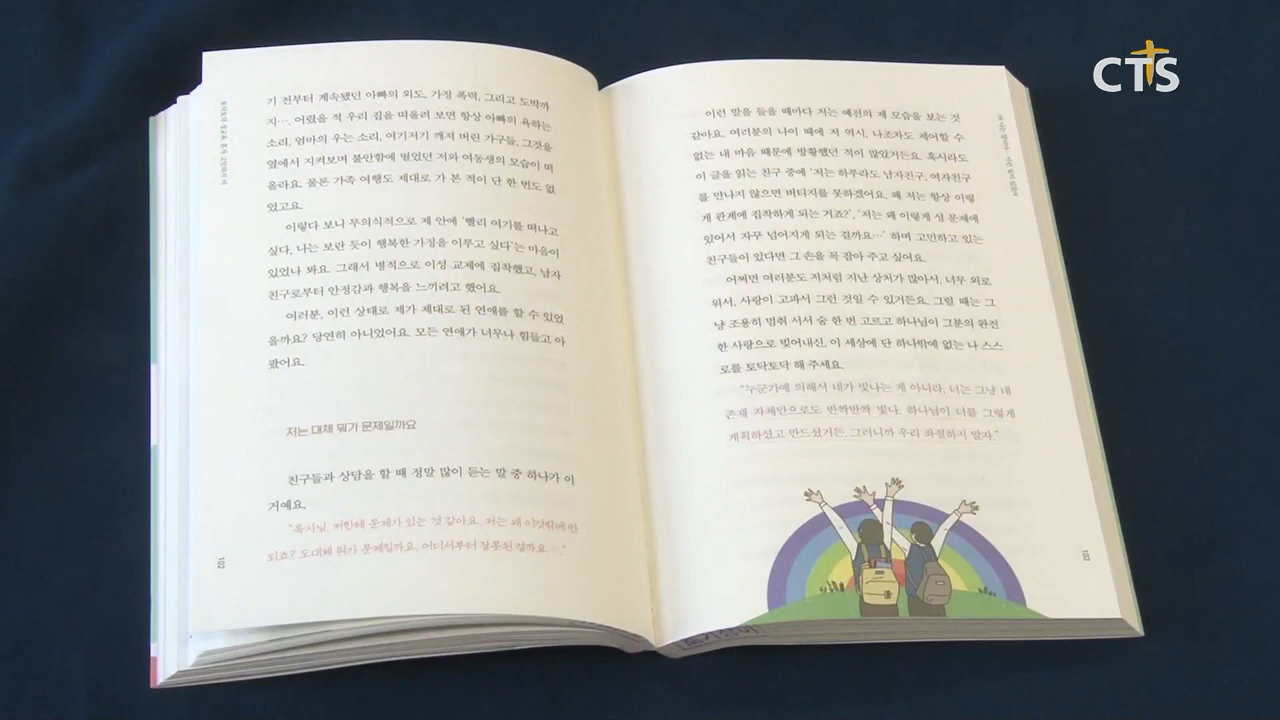 CTS
기 전부터 계속됐던 아빠의 외도, 가정 폭력, 그리고 도박까
지…. 어렸을 적 우리 집을 떠올려 보면 항상 아빠의 욕하는
소리, 엄마의 우는 소리, 여기저기 깨져 버린 가구들, 그것을
옆에서 지켜보며 불안함에 떨었던 저와 여동생의 모습이 떠
올라요. 물론 가족 여행도 제대로 가 본 적이 단 한 번도 없
었고요.
이렇다 보니 무의식적으로 제 안에 '빨리 여기를 떠나고
싶다, 나는 보란 듯이 행복한 가정을 이루고 싶다'는 마음이
있었나 봐요. 그래서 병적으로 이성 교제에 집착했고, 남자
친구로부터 안정감과 행복을 느끼려고 했어요.
여러분, 이런 상태로 제가 제대로 된 연애를 할 수 있었
을까요? 당연히 아니었어요. 모든 연애가 너무나 힘들고 아
팠어요.
저는 대체 뭐가 문제일까요
친구들과 상담을 할 때 정말 많이 듣는 말 중 하나가 이
거예요.
"목사님, 저한테 문제가 있는 것 같아요. 저는 왜 이것밖에 안
되죠? 도대체 뭐가 문제일까요. 어디서부터 잘못된 걸까요…."
102
이런 말을 들을 때마다 저는 예전의 제 모습을 보는 것
같아요. 여러분의 나이 때에 저 역시, 나조차도 제어할 수
없는 내 마음 때문에 방황했던 적이 많았거든요. 혹시라도
이 글을 읽는 친구 중에 '저는 하루라도 남자친구, 여자친구
를 만나지 않으면 버티지를 못하겠어요. 왜 저는 항상 이렇
게 관계에 집착하게 되는 거죠?', '저는 왜 이렇게 성 문제에
있어서 자꾸 넘어지게 되는 걸까요…' 하며 고민하고 있는
친구들이 있다면 그 손을 꼭 잡아 주고 싶어요.
어쩌면 여러분도 저처럼 지난 상처가 많아서, 너무 외로
워서, 사랑이 고파서 그런 것일 수 있거든요. 그럴 때는 그
냥 조용히 멈춰 서서 숨 한 번 고르고 하나님이 그분의 완전
한 사랑으로 빚어내신, 이 세상에 단 하나밖에 없는 나 스스
로를 토닥토닥 해 주세요.
"누군가에 의해서 네가 빛나는 게 아니라, 너는 그냥 네
존재 자체만으로도 반짝반짝 빛나. 하나님이 너를 그렇게
계획하셨고 만드셨거든. 그러니까 우리 좌절하지 말자."
103